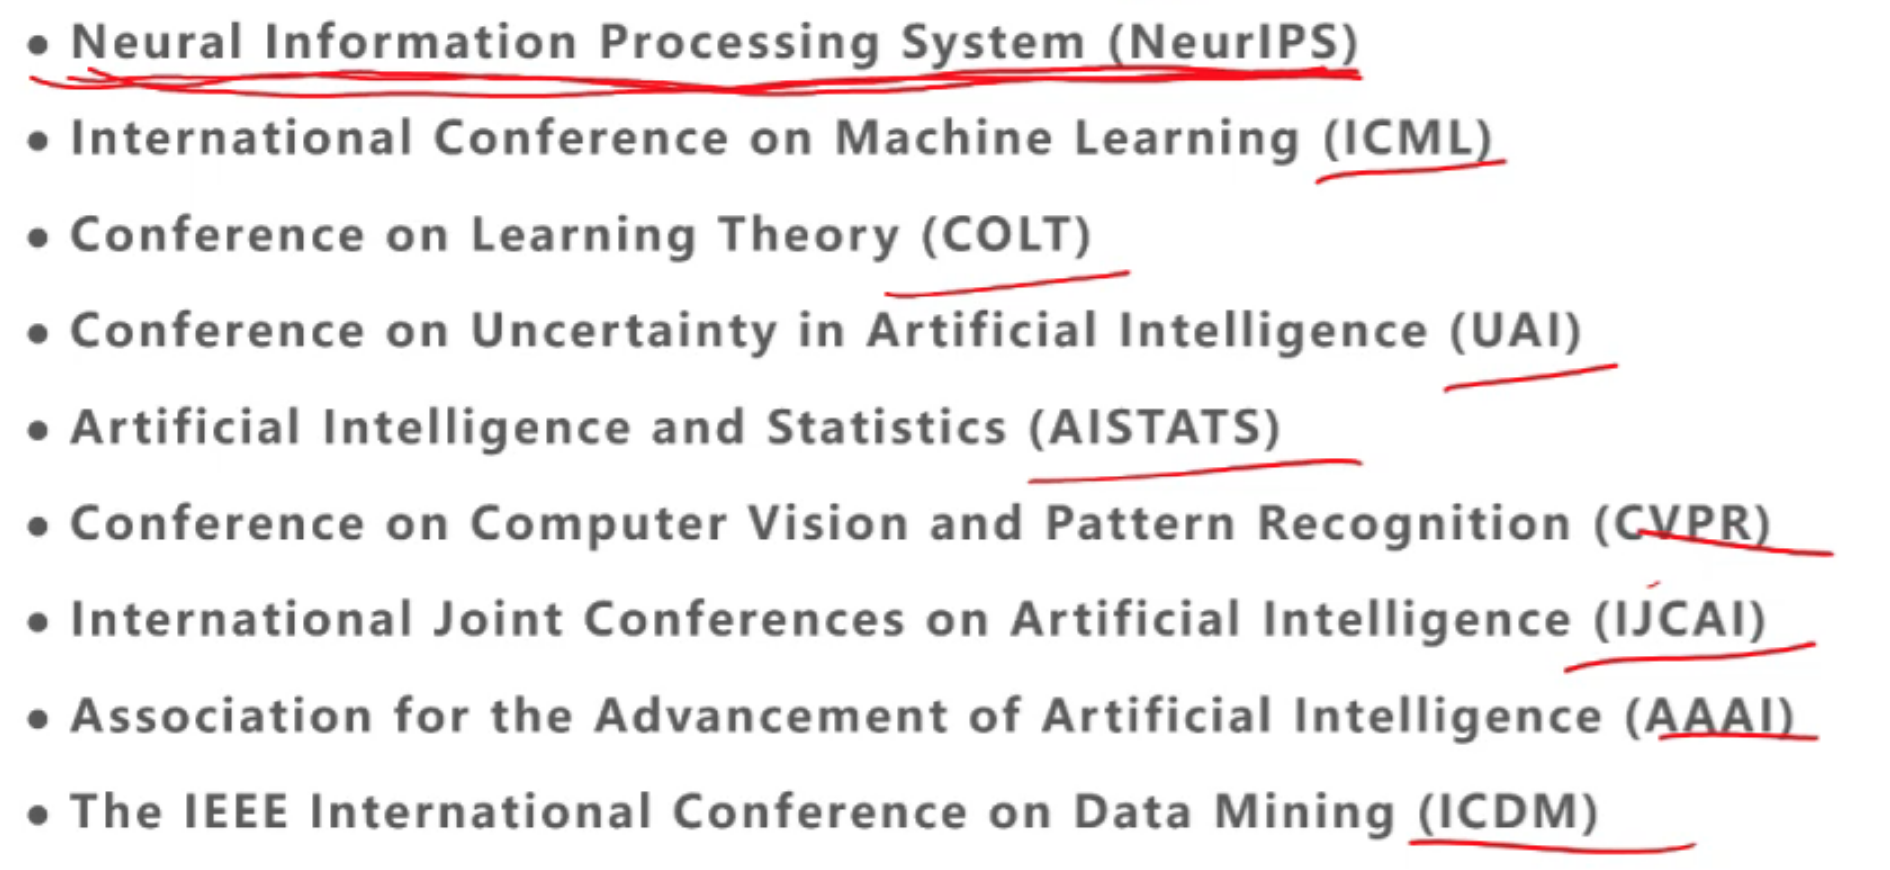 • Neural Information Processing System (NeurIPS)
• International Conference on Machine Learning (ICML)
• Conference on Learning Theory (COLT)
• Conference on Uncertainty in Artificial Intelligence (UAI)
• Artificial Intelligence and Statistics (AISTATS)
• Conference on Computer Vision and Pattern Recognition (CVPR)
• International Joint Conferences on Artificial Intelligence (IJCAI)
• Association for the Advancement of Artificial Intelligence (AAAI)
• The IEEE International Conference on Data Mining (ICDM)